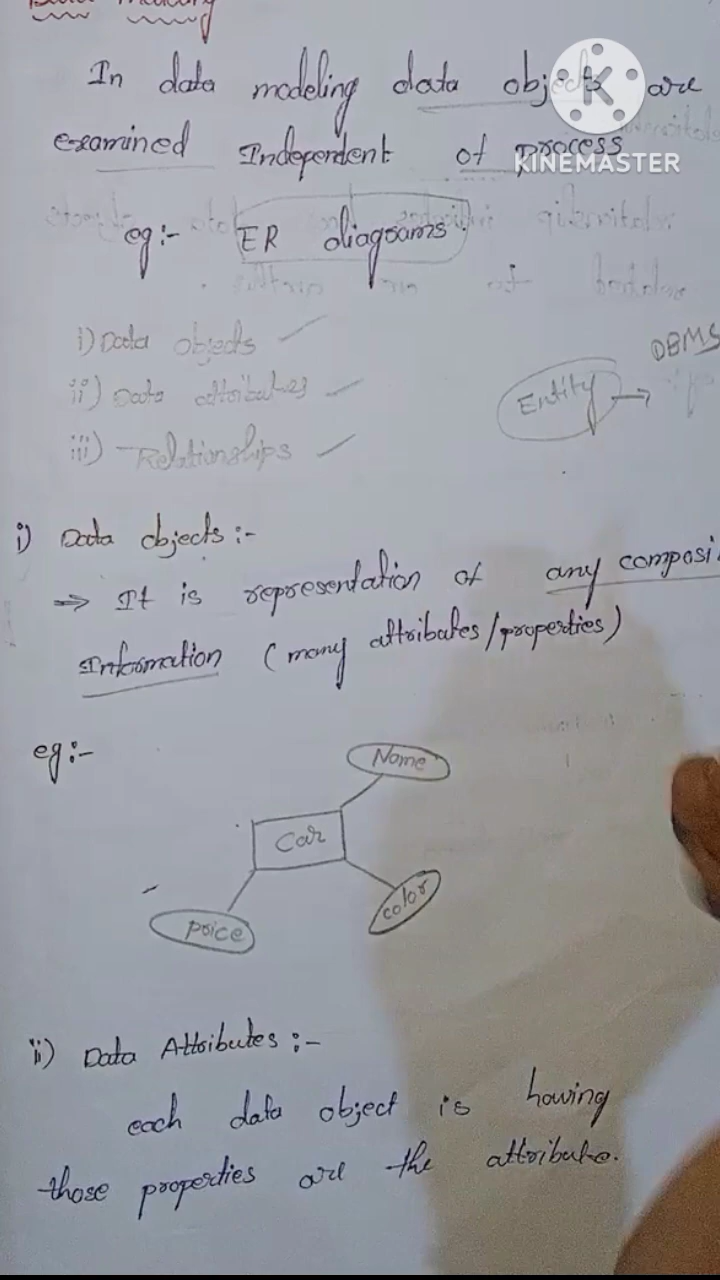 In data modeling data objects are
KINEMASTER
examined Independent of process
eg:- ER diagrams
i) Data objects
ii) Data attributes
iii) Relationships
Entity → DBMS
i) Data objects :-
⇒ It is representation of any composi
Information (many attributes/properties)
eg:-
Name
Car
color
price
ii) Data Attributes :-
each data object is having
those properties are the attribute.